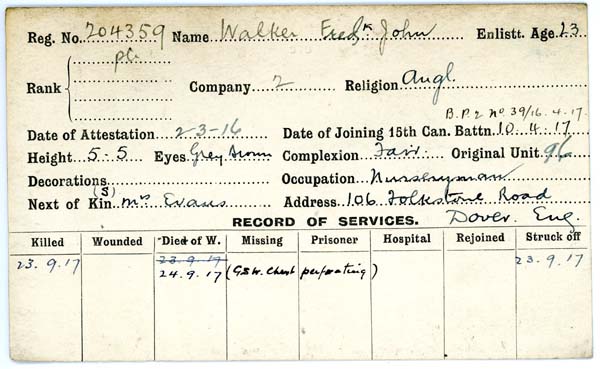 Reg. No. 204359 Name Walker Fredk John Enlistt. Age. 23
Rank pte Company 2 Religion Angl.
B.P.2 No 39/16.4.17
Date of Attestation 2-3-16 Date of Joining 15th Can. Battn. 10.4.17
Height 5-5 Eyes Grey Brown Complexion Fair Original Unit 96
Decorations Occupation Nurseryman
Next of Kin (S) Mrs Evans Address 106 Folkstone Road
RECORD OF SERVICES. Dover. Eng.
Killed Wounded Died of W. Missing Prisoner Hospital Rejoined Struck off
23.9.17 23.9.17 23.9.17
24.9.17 (G.S.W. Chest perforating)